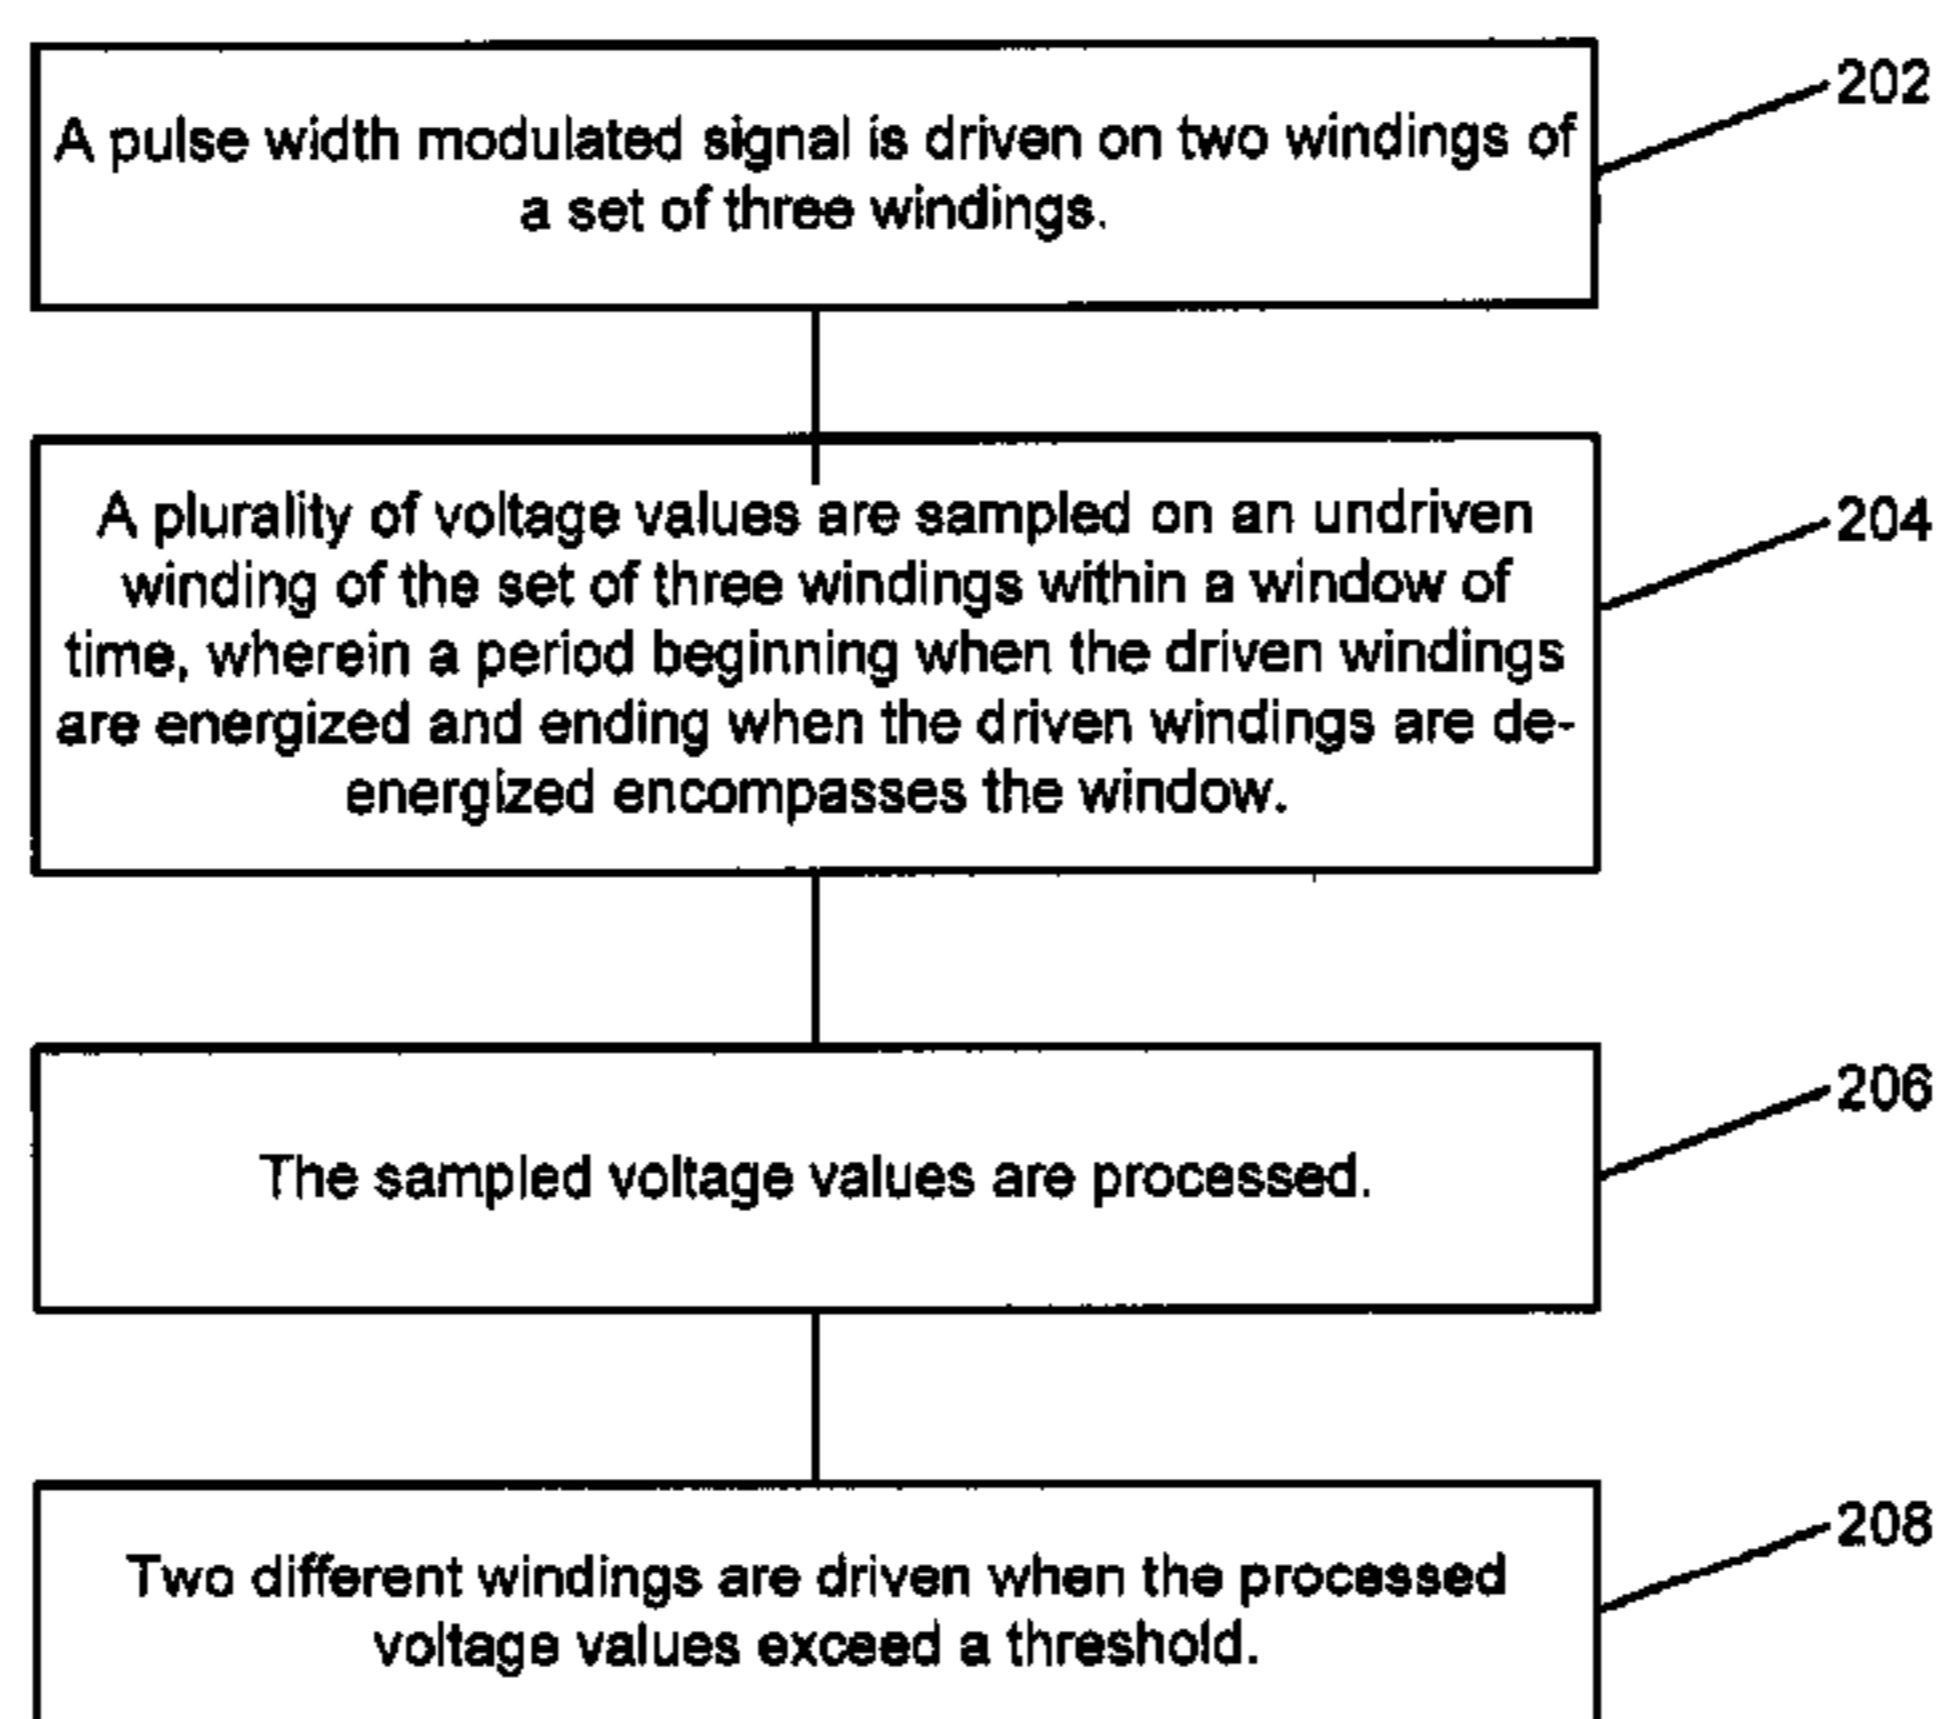 A pulse width modulated signal is driven on two windings of
a set of three windings.
202
A plurality of voltage values are sampled on an undriven
winding of the set of three windings within a window of
time, wherein a period beginning when the driven windings
are energized and ending when the driven windings are de-
energized encompasses the window.
204
The sampled voltage values are processed.
206
Two different windings are driven when the processed
voltage values exceed a threshold.
208